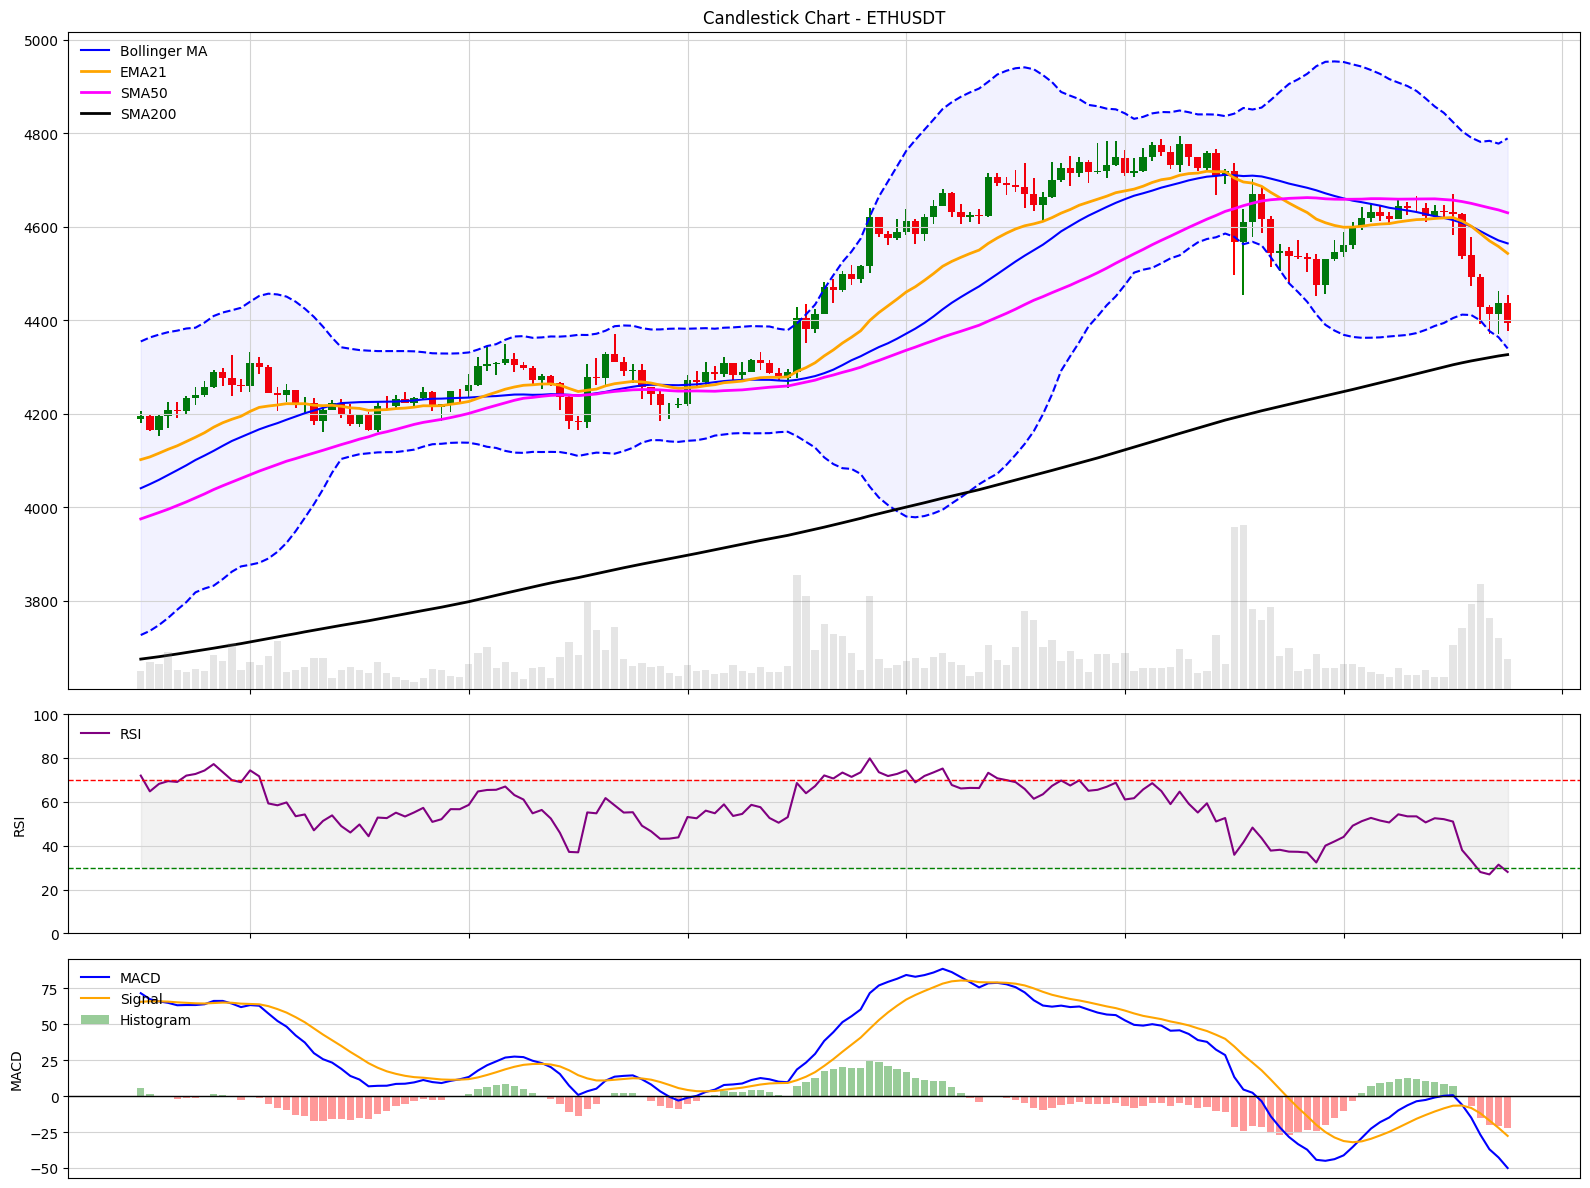 Candlestick Chart - ETHUSDT
Bollinger MA
EMA21
SMA50
SMA200
5000
4800
4600
4400
4200
4000
3800
RSI
RSI
100
80
60
40
20
0
MACD
Signal
Histogram
MACD
75
50
25
0
−25
−50